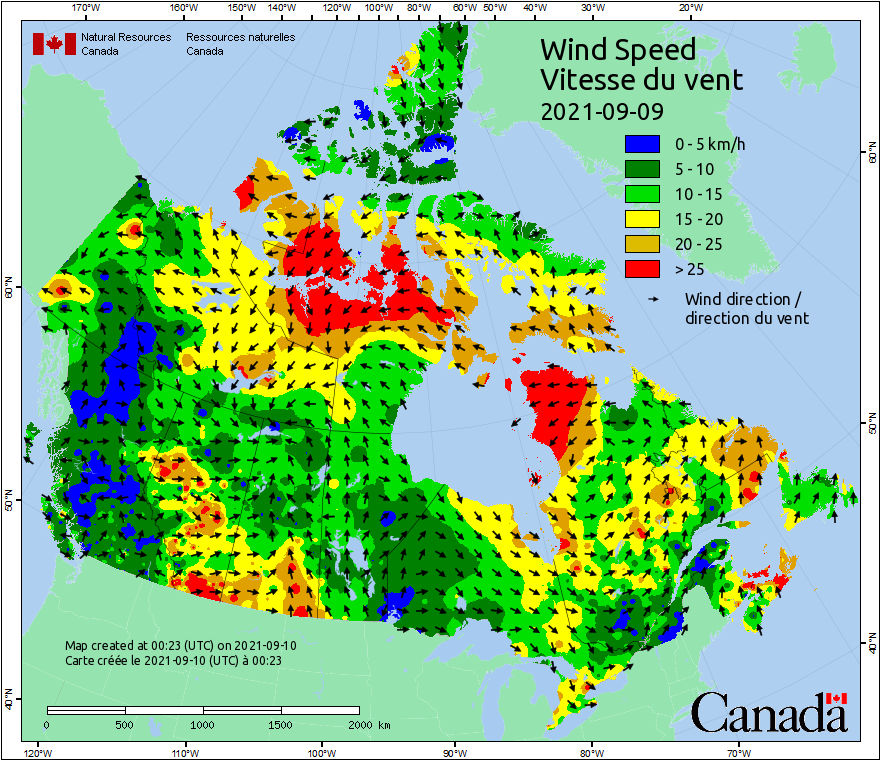 170°W 160°W 150°W 140°W 130°W 120°W 110°W 100°W 90°W 80°W 70°W 60°W 50°W 40°W 30°W 20°W
Natural Resources Canada
Ressources naturelles Canada
Wind Speed
Vitesse du vent
2021-09-09
0 - 5 km/h
5 - 10
10 - 15
15 - 20
20 - 25
> 25
Wind direction /
direction du vent
60°N
60°N
50°N
50°N
40°N
40°N
Map created at 00:23 (UTC) on 2021-09-10
Carte créée le 2021-09-10 (UTC) à 00:23
0 500 1000 1500 2000 km
Canada
120°W 110°W 100°W 90°W 80°W 70°W